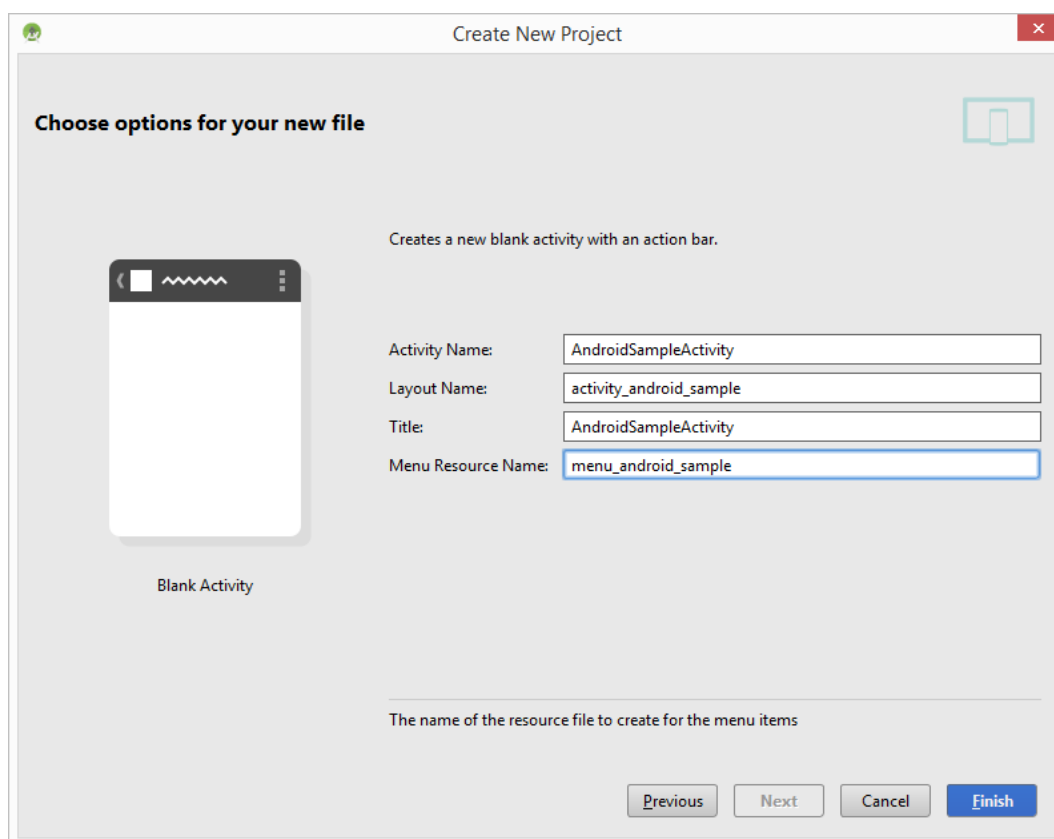 Create New Project
Choose options for your new file
Creates a new blank activity with an action bar.
Activity Name: AndroidSampleActivity
Layout Name: activity_android_sample
Title: AndroidSampleActivity
Menu Resource Name: menu_android_sample
Blank Activity
The name of the resource file to create for the menu items
Previous Next Cancel Finish